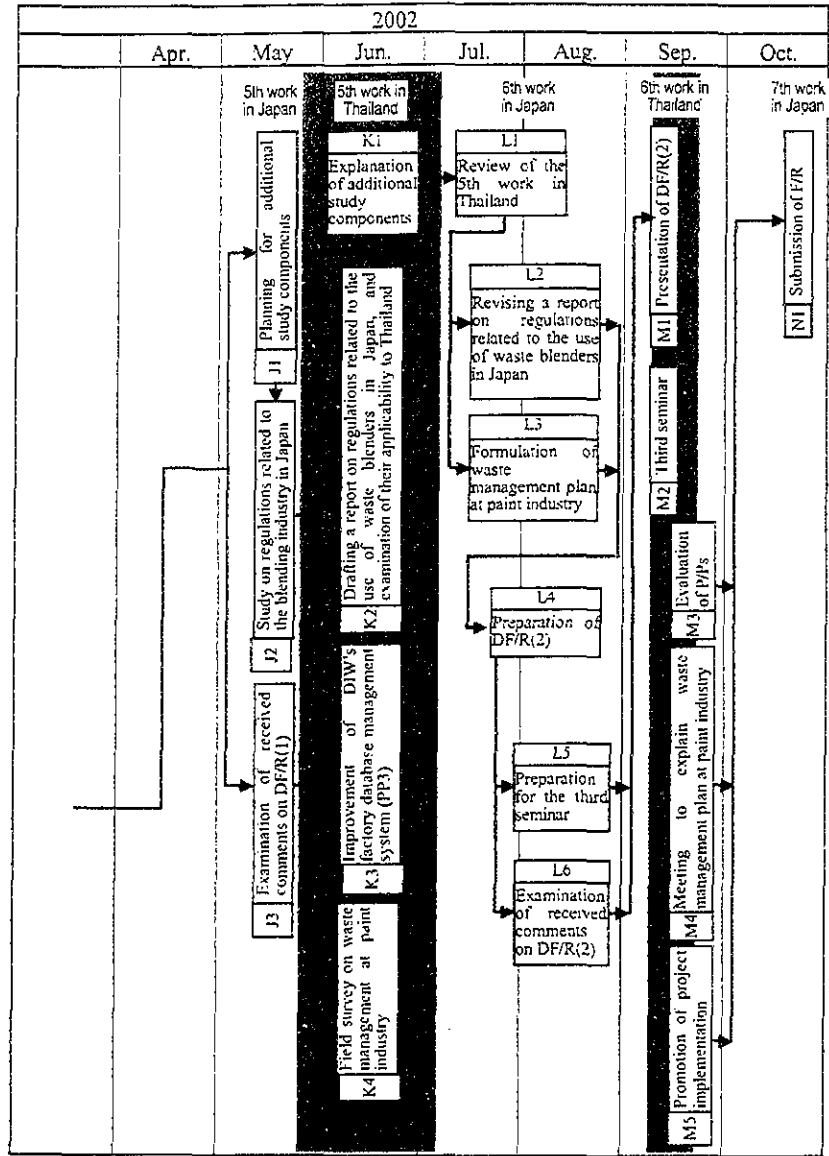 2002
Apr.
May
Jun.
Jul.
Aug.
Sep.
Oct.
5th work
in Japan
J1
Planning for additional
study components
J2
Study on regulations related to
the blending industry in Japan
J3
Examination of received
comments on DF/R(1)
5th work in
Thailand
K1
Explanation
of additional
study
components
K2
Drafting a report on regulations related to the
use of waste blenders in Japan, and
examination of their applicability to Thailand
K3
Improvement of DIW's
factory database management
system (PP3)
K4
Field survey on waste
management at paint
industry
6th work
in Japan
L1
Review of the
5th work in
Thailand
L2
Revising a report
on regulations
related to the use
of waste blenders
in Japan
L3
Formulation of
waste
management plan
at paint industry
L4
Preparation of
DF/R(2)
L5
Preparation
for the third
seminar
L6
Examination
of received
comments
on DF/R(2)
6th work in
Thailand
M1
Presentation of DF/R(2)
M2
Third seminar
M3
Evaluation
of P/Ps
M4
Meeting to explain waste
management plan at paint industry
M5
Promotion of project
implementation
7th work
in Japan
N1
Submission of F/R